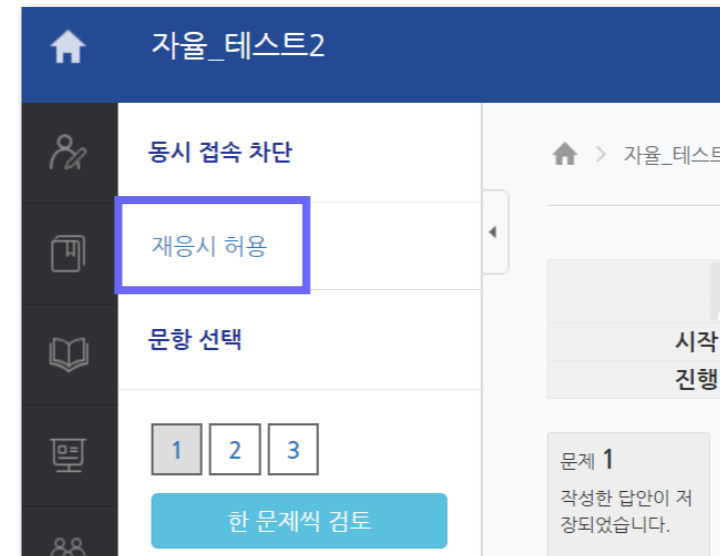 자율_테스트2
동시 접속 차단
재응시 허용
문항 선택
1 2 3
한 문제씩 검토
> 자율_테스트
시작
진행
문제 1
작성한 답안이 저
장되었습니다.